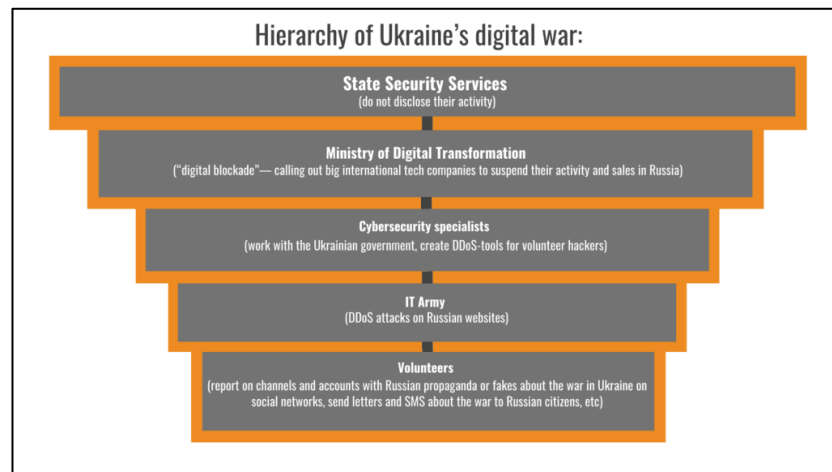 Hierarchy of Ukraine’s digital war:
State Security Services
(do not disclose their activity)
Ministry of Digital Transformation
(“digital blockade”— calling out big international tech companies to suspend their activity and sales in Russia)
Cybersecurity specialists
(work with the Ukrainian government, create DDoS-tools for volunteer hackers)
IT Army
(DDoS attacks on Russian websites)
Volunteers
(report on channels and accounts with Russian propaganda or fakes about the war in Ukraine on
social networks, send letters and SMS about the war to Russian citizens, etc)